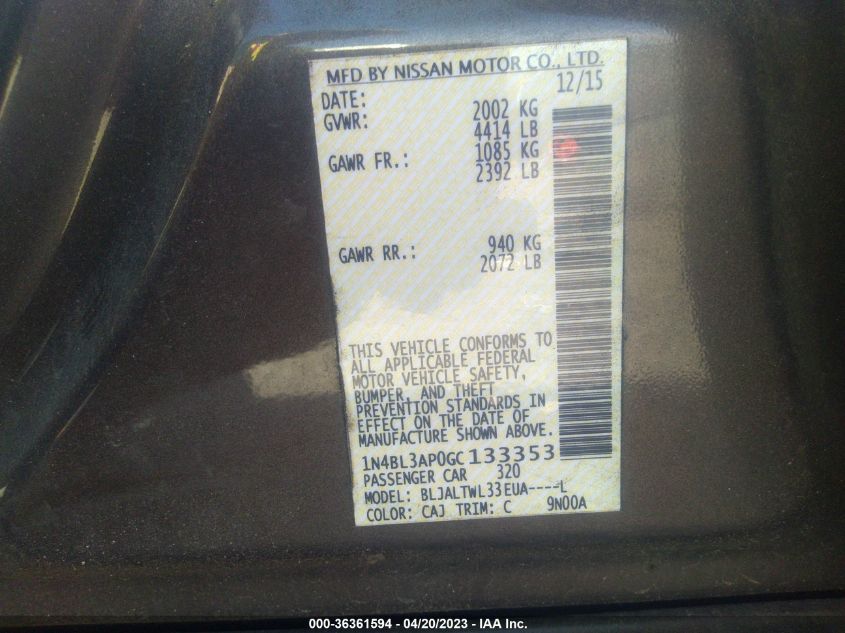 MFD BY NISSAN MOTOR CO., LTD.
DATE: 12/15
GVWR: 2002 KG
4414 LB
GAWR FR.: 1085 KG
2392 LB
GAWR RR.: 940 KG
2072 LB
THIS VEHICLE CONFORMS TO
ALL APPLICABLE FEDERAL
MOTOR VEHICLE SAFETY,
BUMPER, AND THEFT
PREVENTION STANDARDS IN
EFFECT ON THE DATE OF
MANUFACTURE SHOWN ABOVE.
1N4BL3AP0GC133353
PASSENGER CAR 320
MODEL: BLJALTWL33EUA----L
COLOR: CAJ TRIM: C 9N00A
000-36361594 - 04/20/2023 - IAA Inc.